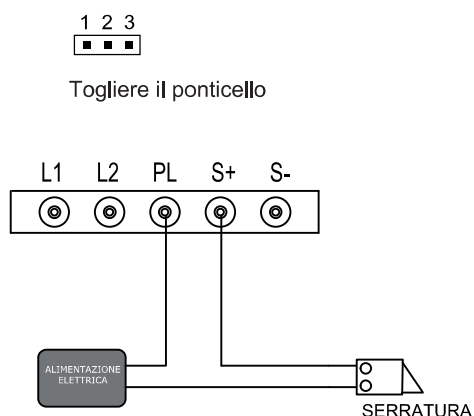 1 2 3
Togliere il ponticello
L1 L2 PL S+ S-
ALIMENTAZIONE
ELETTRICA
SERRATURA